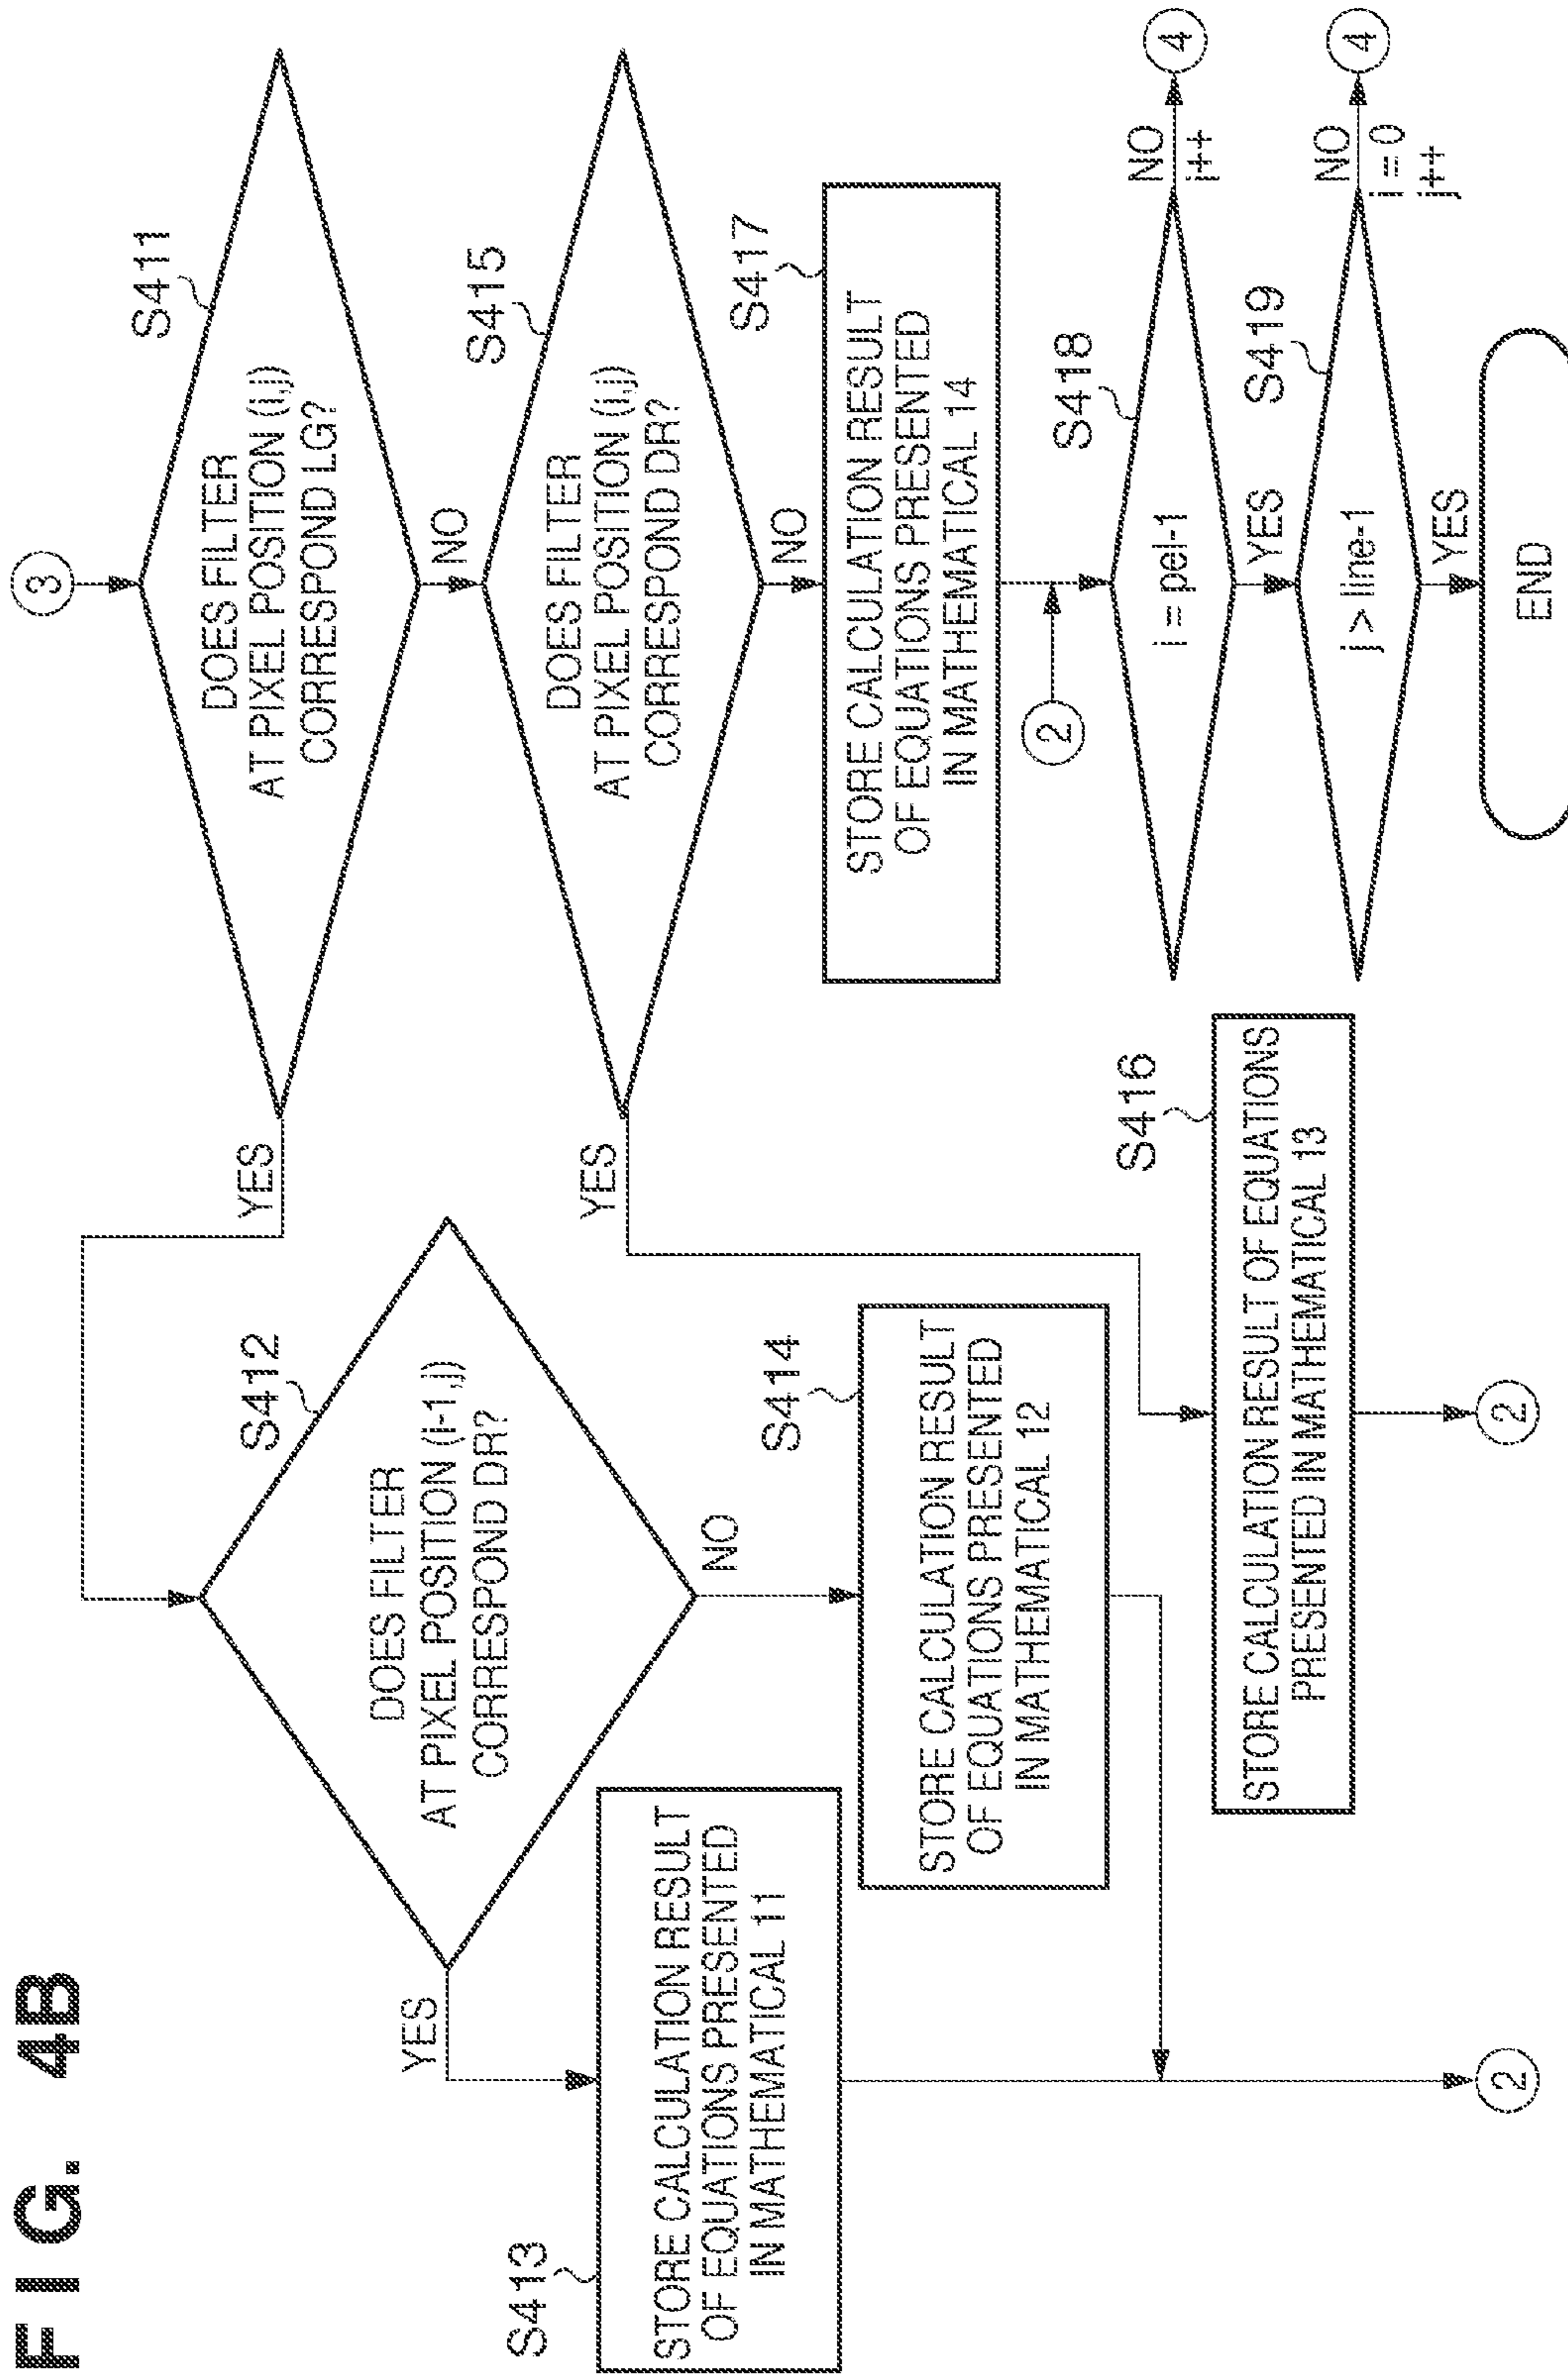 FIG. 4B
3
S411
DOES FILTER
AT PIXEL POSITION (i,j)
CORRESPOND LG?
YES
NO
S412
DOES FILTER
AT PIXEL POSITION (i-1,j)
CORRESPOND DR?
YES
NO
S413
STORE CALCULATION RESULT
OF EQUATIONS PRESENTED
IN MATHEMATICAL 11
S414
STORE CALCULATION RESULT
OF EQUATIONS PRESENTED
IN MATHEMATICAL 12
2
S415
DOES FILTER
AT PIXEL POSITION (i,j)
CORRESPOND DR?
YES
NO
S416
STORE CALCULATION RESULT OF EQUATIONS
PRESENTED IN MATHEMATICAL 13
2
S417
STORE CALCULATION RESULT
OF EQUATIONS PRESENTED
IN MATHEMATICAL 14
2
S418
i = pel-1
NO
i++
4
YES
S419
j > line-1
NO
i = 0
j++
4
YES
END